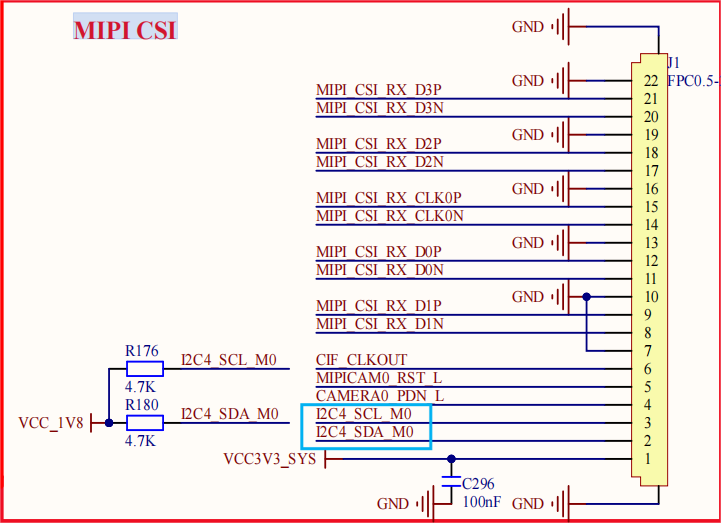 MIPI CSI
GND
J1
GND
22
FPC0.5-
MIPI_CSI_RX_D3P
21
MIPI_CSI_RX_D3N
20
GND
19
MIPI_CSI_RX_D2P
18
MIPI_CSI_RX_D2N
17
GND
16
MIPI_CSI_RX_CLK0P
15
MIPI_CSI_RX_CLK0N
14
GND
13
MIPI_CSI_RX_D0P
12
MIPI_CSI_RX_D0N
11
GND
10
MIPI_CSI_RX_D1P
9
MIPI_CSI_RX_D1N
8
7
R176
I2C4_SCL_M0
4.7K
CIF_CLKOUT
6
MIPICAM0_RST_L
5
CAMERA0_PDN_L
4
R180
I2C4_SDA_M0
4.7K
VCC_1V8
I2C4_SCL_M0
3
I2C4_SDA_M0
2
VCC3V3_SYS
1
C296
100nF
GND
GND